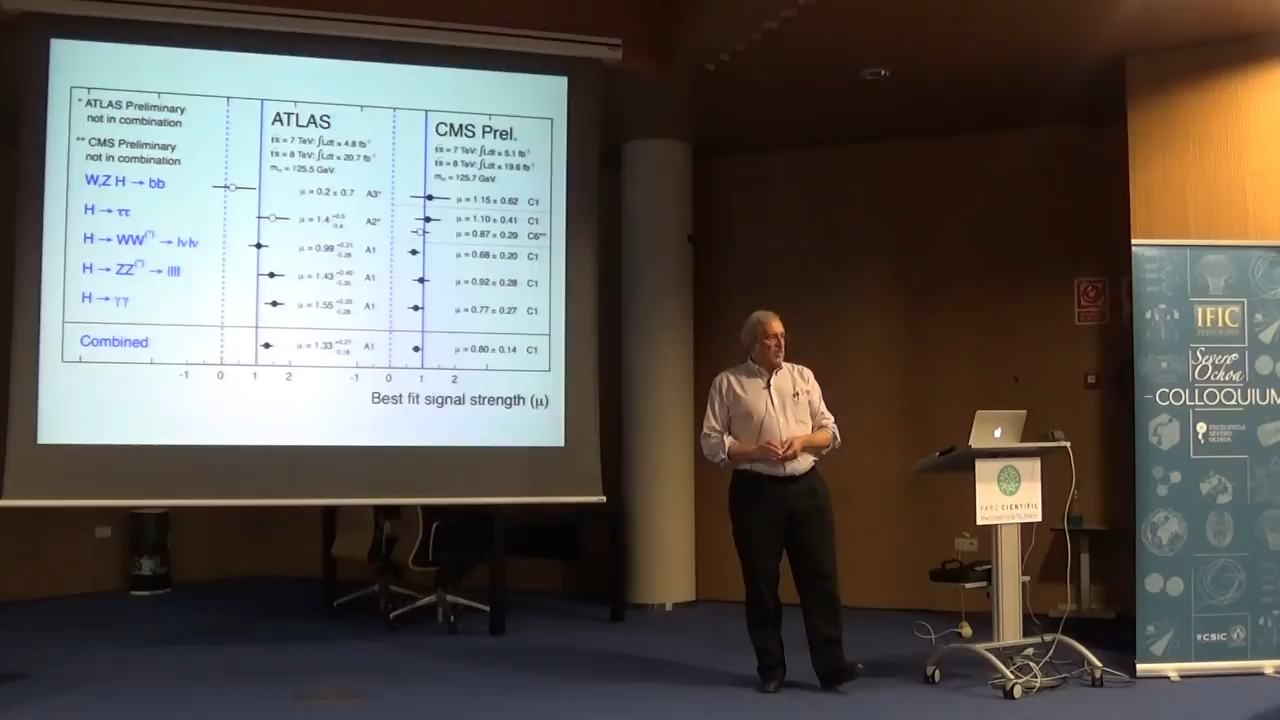 * ATLAS Preliminary
not in combination
** CMS Preliminary
not in combination
W,Z H → bb
H → ττ
H → WW(*) → lνlν
H → ZZ(*) → llll
H → γγ
Combined
ATLAS
√s = 7 TeV: ∫Ldt ≤ 4.8 fb⁻¹
√s = 8 TeV: ∫Ldt ≤ 20.7 fb⁻¹
mH = 125.5 GeV
μ = 0.2 ± 0.7 A3*
μ = 1.4 A2*
μ = 0.99 +0.31 -0.28 A1
μ = 1.43 +0.40 -0.35 A1
μ = 1.55 +0.33 -0.28 A1
μ = 1.33 +0.21 -0.18 A1
CMS Prel.
√s = 7 TeV: ∫Ldt ≤ 5.1 fb⁻¹
√s = 8 TeV: ∫Ldt ≤ 19.6 fb⁻¹
mH = 125.7 GeV
μ = 1.15 ± 0.62 C1
μ = 1.10 ± 0.41 C1
μ = 0.87 ± 0.29 C6**
μ = 0.68 ± 0.20 C1
μ = 0.92 ± 0.28 C1
μ = 0.77 ± 0.27 C1
μ = 0.80 ± 0.14 C1
-1 0 1 2 -1 0 1 2
Best fit signal strength (μ)
PARC CIENTÍFIC
IFIC
Severo
Ochoa
COLLOQUIUM
EXCELENCIA
SEVERO
OCHOA
CSIC